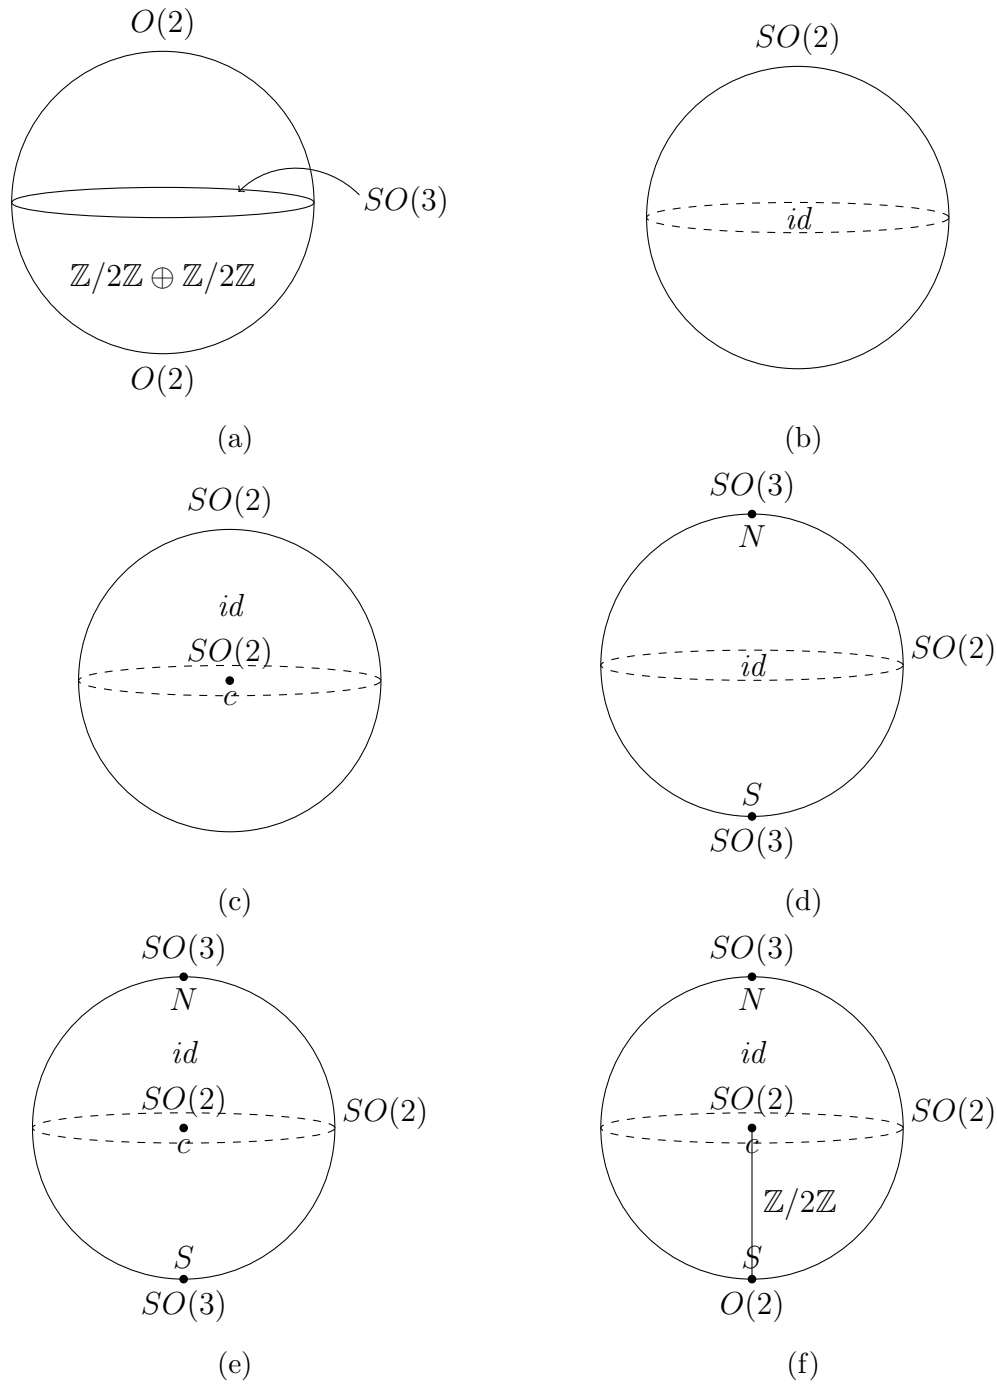 O(2)
SO(3)
ℤ/2ℤ ⊕ ℤ/2ℤ
O(2)
(a)
SO(2)
id
(b)
SO(2)
id
SO(2)
c
(c)
SO(3)
N
id
SO(2)
S
SO(3)
(d)
SO(3)
N
id
SO(2)
SO(2)
c
S
SO(3)
(e)
SO(3)
N
id
SO(2)
SO(2)
c
ℤ/2ℤ
S
O(2)
(f)